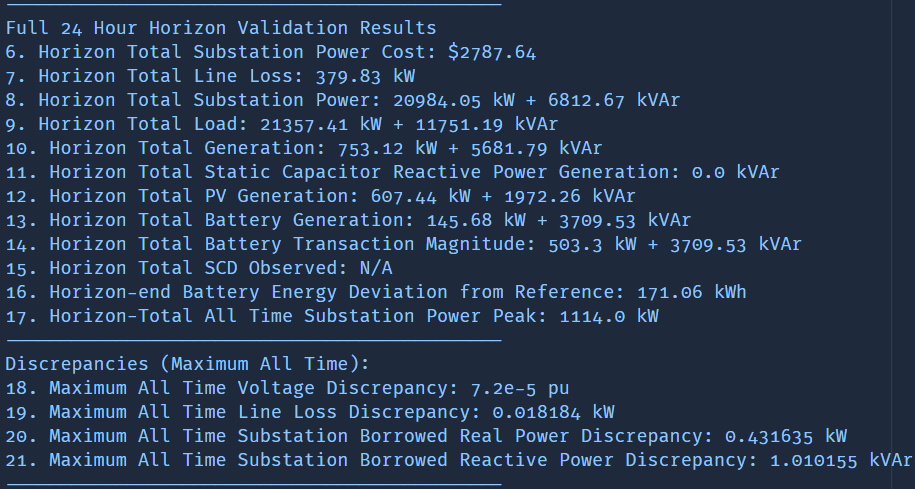 Full 24 Hour Horizon Validation Results
6. Horizon Total Substation Power Cost: $2787.64
7. Horizon Total Line Loss: 379.83 kW
8. Horizon Total Substation Power: 20984.05 kW + 6812.67 kVAr
9. Horizon Total Load: 21357.41 kW + 11751.19 kVAr
10. Horizon Total Generation: 753.12 kW + 5681.79 kVAr
11. Horizon Total Static Capacitor Reactive Power Generation: 0.0 kVAr
12. Horizon Total PV Generation: 607.44 kW + 1972.26 kVAr
13. Horizon Total Battery Generation: 145.68 kW + 3709.53 kVAr
14. Horizon Total Battery Transaction Magnitude: 503.3 kW + 3709.53 kVAr
15. Horizon Total SCD Observed: N/A
16. Horizon-end Battery Energy Deviation from Reference: 171.06 kWh
17. Horizon-Total All Time Substation Power Peak: 1114.0 kW
Discrepancies (Maximum All Time):
18. Maximum All Time Voltage Discrepancy: 7.2e-5 pu
19. Maximum All Time Line Loss Discrepancy: 0.018184 kW
20. Maximum All Time Substation Borrowed Real Power Discrepancy: 0.431635 kW
21. Maximum All Time Substation Borrowed Reactive Power Discrepancy: 1.010155 kVAr